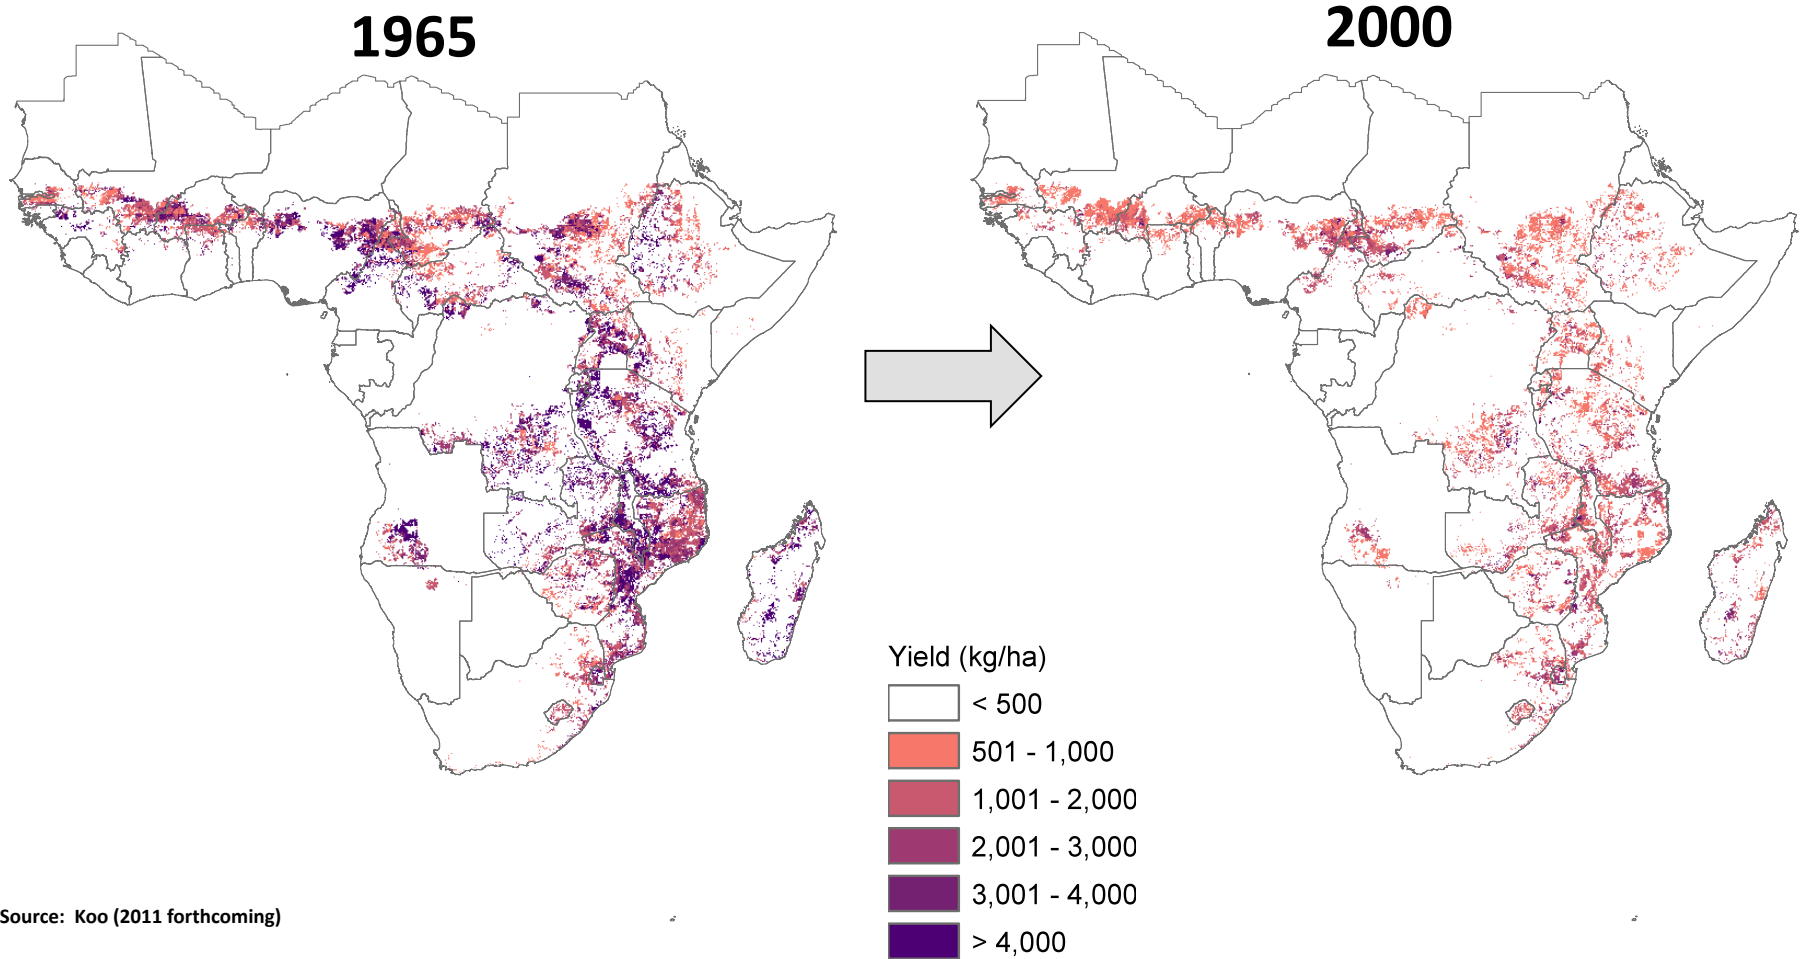 1965
2000
Yield (kg/ha)
< 500
501 - 1,000
1,001 - 2,000
2,001 - 3,000
3,001 - 4,000
> 4,000
Source:  Koo (2011 forthcoming)